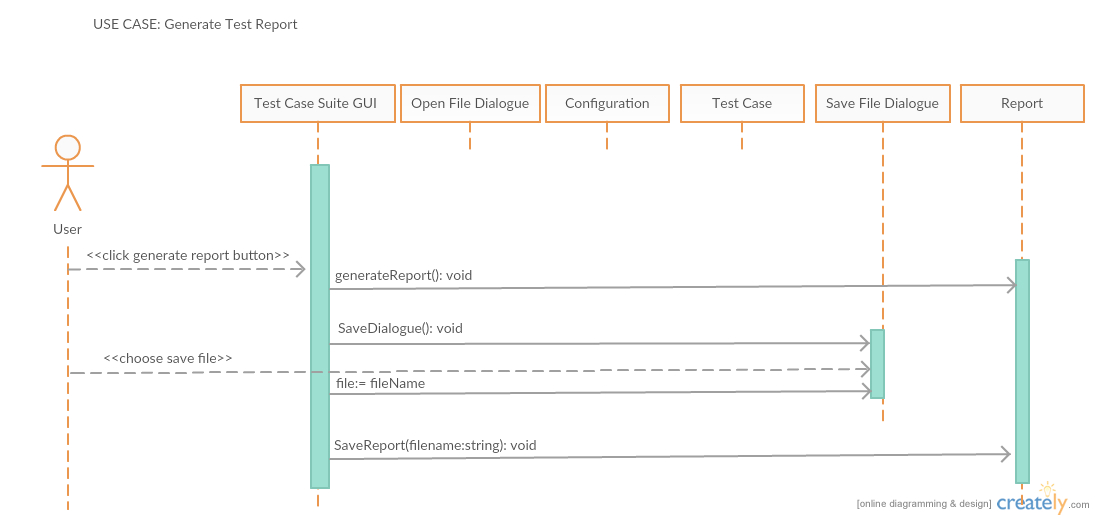 USE CASE: Generate Test Report
Test Case Suite GUI
Open File Dialogue
Configuration
Test Case
Save File Dialogue
Report
User
<<click generate report button>>
generateReport(): void
SaveDialogue(): void
<<choose save file>>
file:= fileName
SaveReport(filename:string): void
[online diagramming & design] creately.com